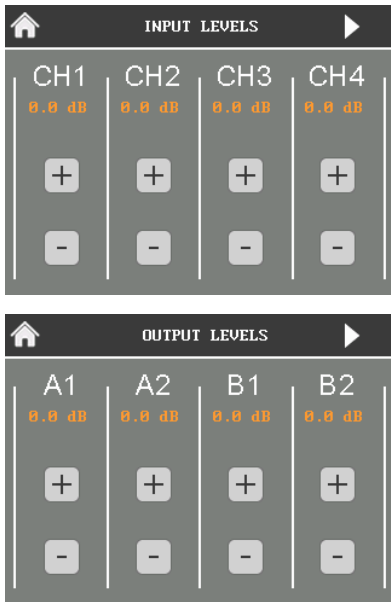 INPUT LEVELS
CH1 CH2 CH3 CH4
0.0 dB 0.0 dB 0.0 dB 0.0 dB
+ + + +
- - - -
OUTPUT LEVELS
A1 A2 B1 B2
0.0 dB 0.0 dB 0.0 dB 0.0 dB
+ + + +
- - - -